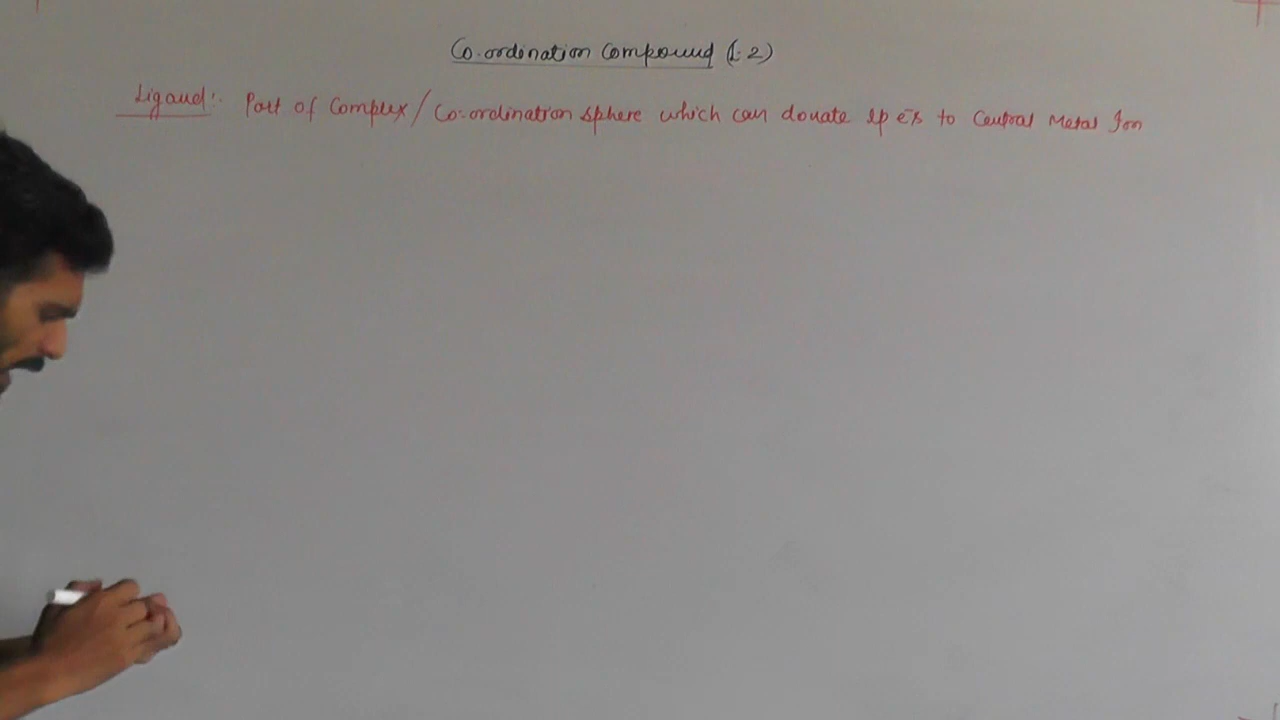 Co-ordination Compound (L-2)
Ligand:- Part of Complex/Co-ordination sphere which can donate lp e⁻s to Central Metal Ion